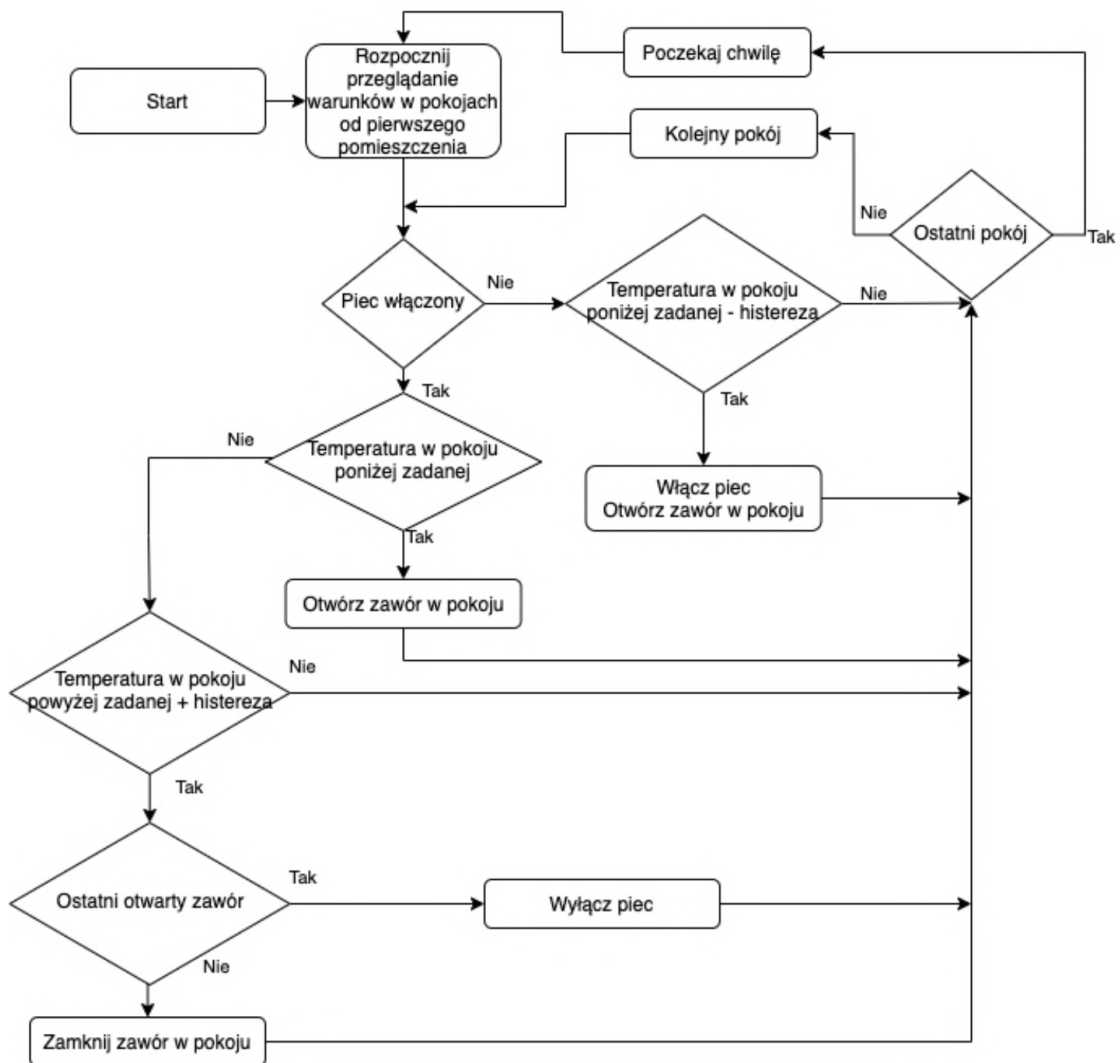 Start
Rozpocznij
przeglądanie
warunków w pokojach
od pierwszego
pomieszczenia
Poczekaj chwilę
Kolejny pokój
Nie
Ostatni pokój
Tak
Piec włączony
Nie
Temperatura w pokoju
poniżej zadanej - histereza
Nie
Tak
Tak
Nie
Temperatura w pokoju
poniżej zadanej
Włącz piec
Otwórz zawór w pokoju
Tak
Otwórz zawór w pokoju
Temperatura w pokoju
powyżej zadanej + histereza
Nie
Tak
Ostatni otwarty zawór
Tak
Wyłącz piec
Nie
Zamknij zawór w pokoju